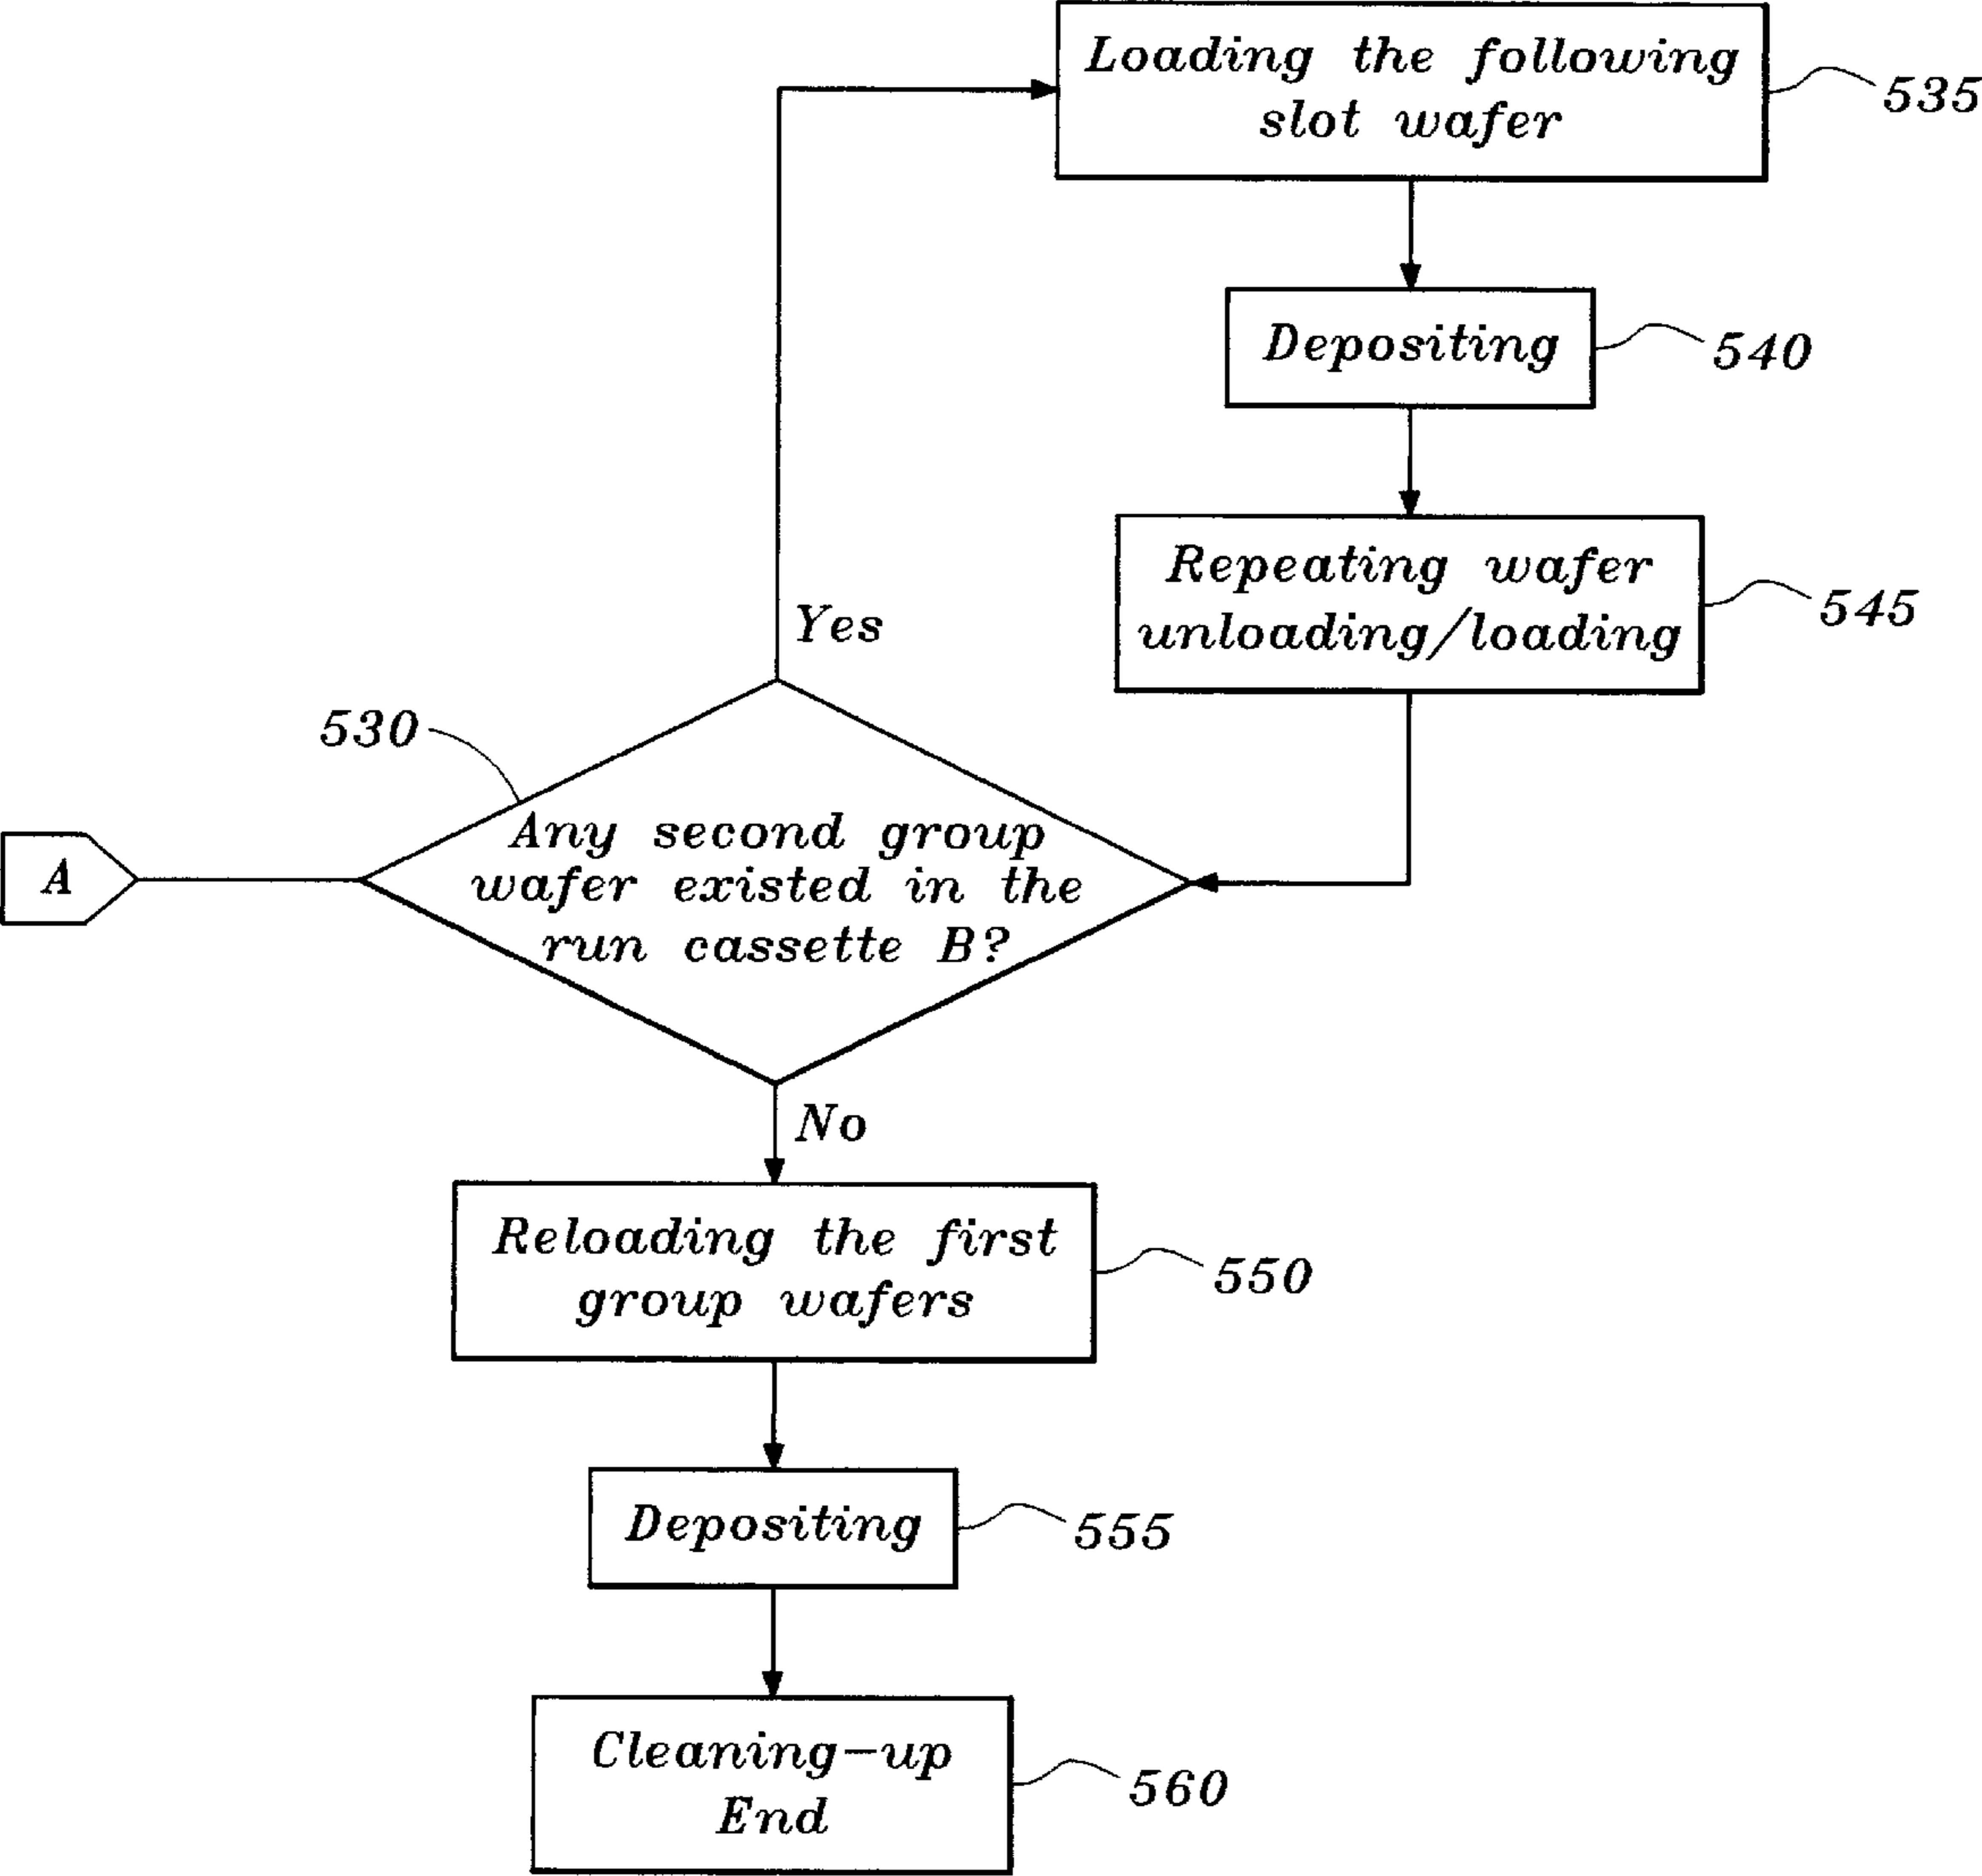 Loading the following
slot wafer
535
Depositing
540
Repeating wafer
unloading/loading
545
Yes
530
A
Any second group
wafer existed in the
run cassette B?
No
Reloading the first
group wafers
550
Depositing
555
Cleaning-up
End
560